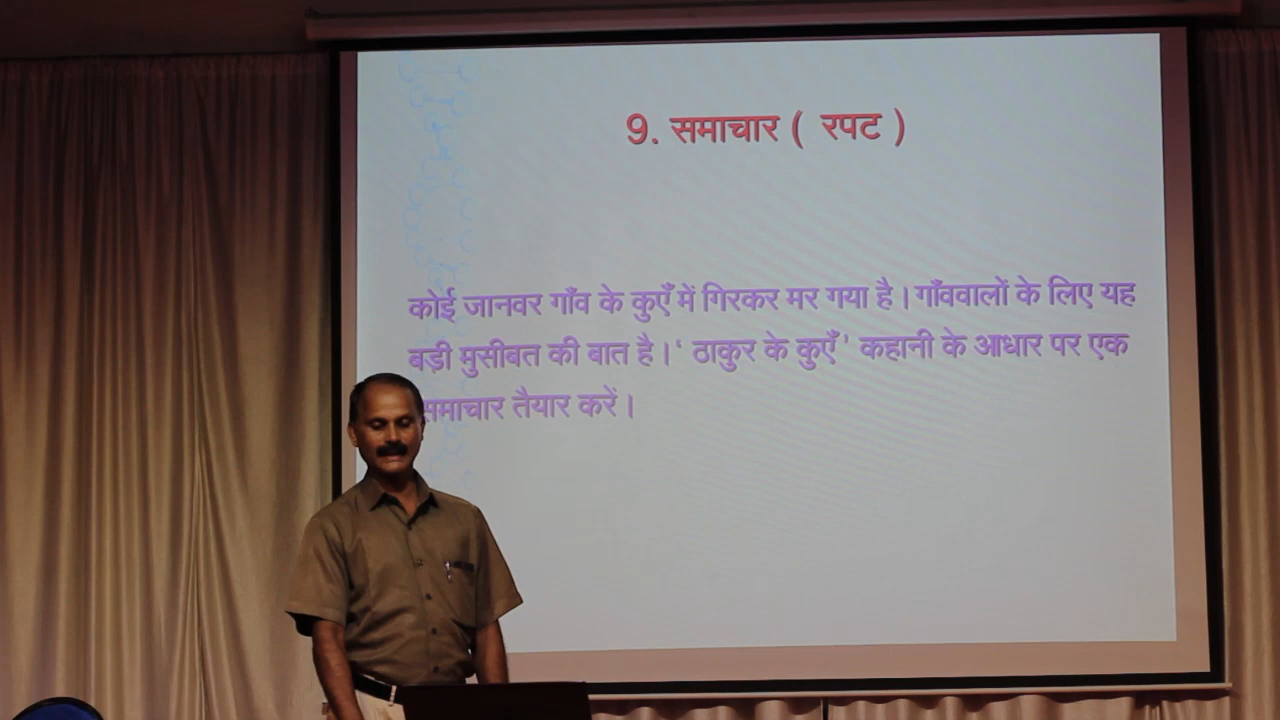 9. समाचार ( रपट )
कोई जानवर गाँव के कुएँ में गिरकर मर गया है। गाँववालों के लिए यह
बड़ी मुसीबत की बात है। ‘ ठाकुर के कुएँ ’ कहानी के आधार पर एक
समाचार तैयार करें।